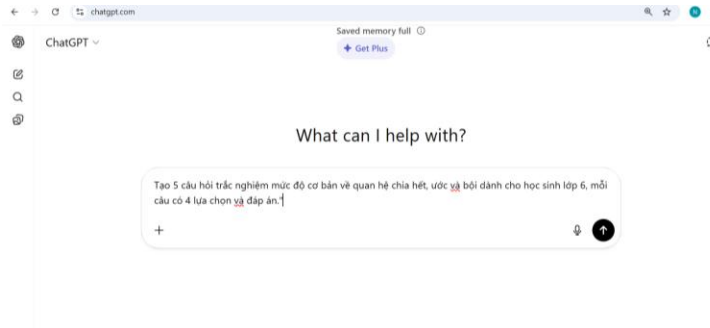 chatgpt.com
N
ChatGPT
Saved memory full
Get Plus
What can I help with?
Tạo 5 câu hỏi trắc nghiệm mức độ cơ bản về quan hệ chia hết, ước và bội dành cho học sinh lớp 6, mỗi
câu có 4 lựa chọn và đáp án."